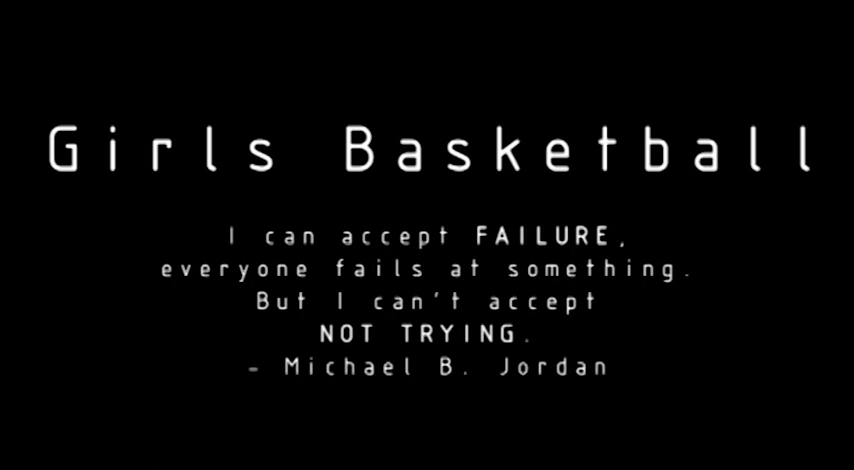 Girls Basketball
I can accept FAILURE,
everyone fails at something.
But I can't accept
NOT TRYING.
- Michael B. Jordan